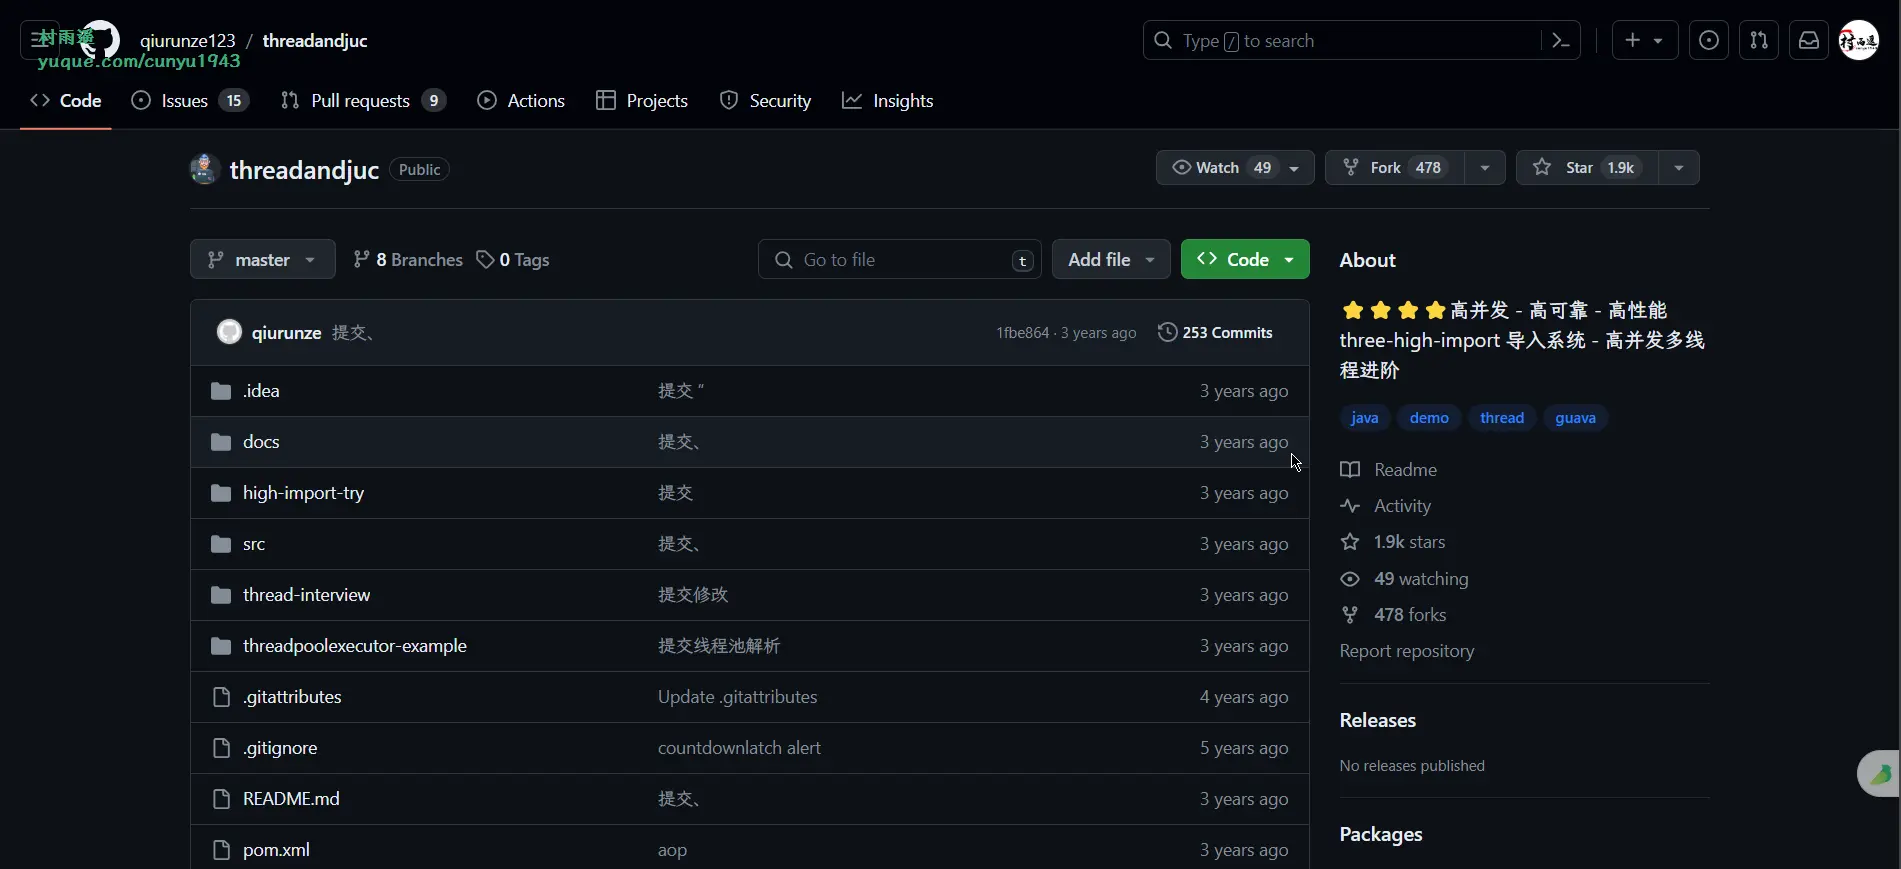 村雨遥
yuque.com/cunyu1943
qiurunze123 / threadandjuc
Type / to search
Code
Issues 15
Pull requests 9
Actions
Projects
Security
Insights
threadandjuc Public
Watch 49
Fork 478
Star 1.9k
master
8 Branches
0 Tags
Go to file
t
Add file
Code
qiurunze 提交、
1fbe864 · 3 years ago
253 Commits
.idea 提交 “ 3 years ago
docs 提交、 3 years ago
high-import-try 提交 3 years ago
src 提交、 3 years ago
thread-interview 提交修改 3 years ago
threadpoolexecutor-example 提交线程池解析 3 years ago
.gitattributes Update .gitattributes 4 years ago
.gitignore countdownlatch alert 5 years ago
README.md 提交、 3 years ago
pom.xml aop 3 years ago
About
⭐⭐⭐⭐高并发 - 高可靠 - 高性能
three-high-import 导入系统 - 高并发多线
程进阶
java demo thread guava
Readme
Activity
1.9k stars
49 watching
478 forks
Report repository
Releases
No releases published
Packages